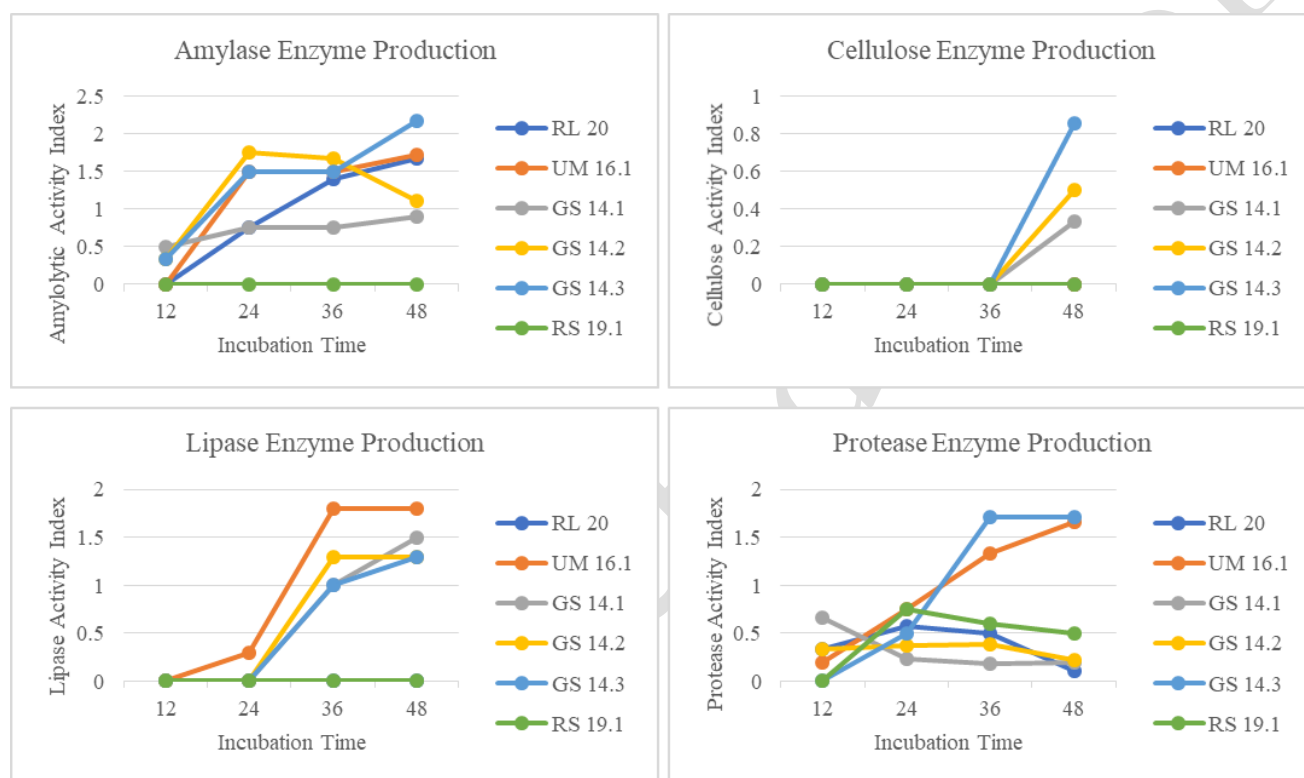 Amylase Enzyme Production
Amylolytic Activity Index
2.5
2
1.5
1
0.5
0
12 24 36 48
Incubation Time
RL 20
UM 16.1
GS 14.1
GS 14.2
GS 14.3
RS 19.1
Cellulose Enzyme Production
Cellulose Activity Index
1
0.8
0.6
0.4
0.2
0
12 24 36 48
Incubation Time
RL 20
UM 16.1
GS 14.1
GS 14.2
GS 14.3
RS 19.1
Lipase Enzyme Production
Lipase Activity Index
2
1.5
1
0.5
0
12 24 36 48
Incubation Time
RL 20
UM 16.1
GS 14.1
GS 14.2
GS 14.3
RS 19.1
Protease Enzyme Production
Protease Activity Index
2
1.5
1
0.5
0
12 24 36 48
Incubation Time
RL 20
UM 16.1
GS 14.1
GS 14.2
GS 14.3
RS 19.1